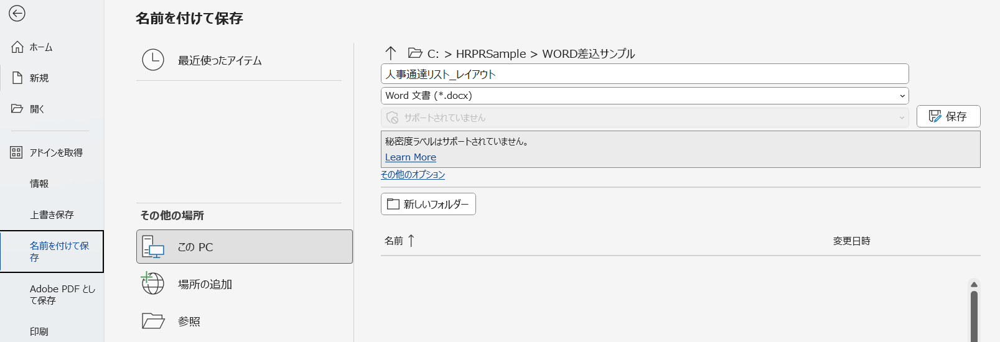 名前を付けて保存
ホーム
新規
開く
アドインを取得
情報
上書き保存
名前を付けて保
存
Adobe PDF とし
て保存
印刷
最近使ったアイテム
その他の場所
この PC
場所の追加
参照
C: > HRPRSample > WORD差込サンプル
人事通達リスト_レイアウト
Word 文書 (*.docx)
サポートされていません
保存
秘密度ラベルはサポートされていません。
Learn More
その他のオプション
新しいフォルダー
名前 ↑
変更日時